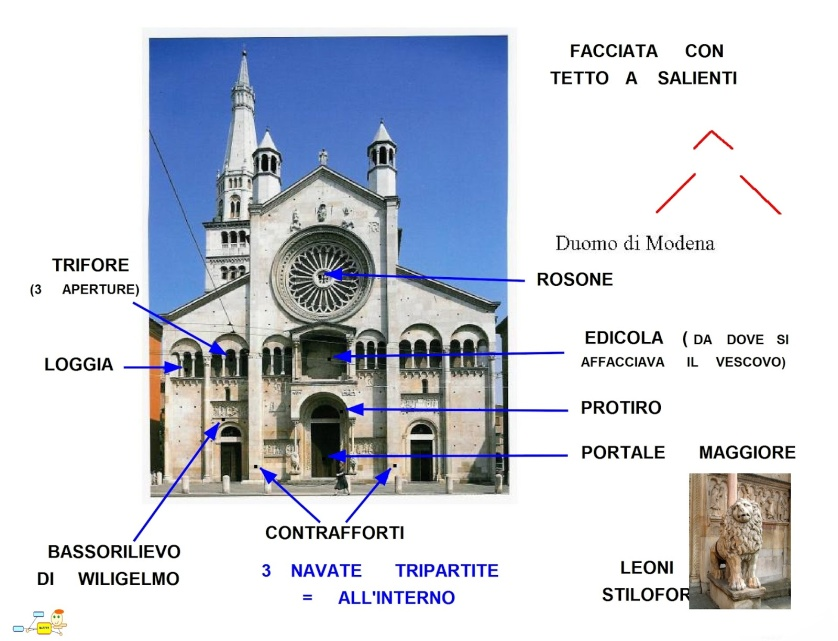 FACCIATA CON
TETTO A SALIENTI
Duomo di Modena
TRIFORE
(3 APERTURE)
ROSONE
LOGGIA
EDICOLA ( DA DOVE SI
AFFACCIAVA IL VESCOVO)
PROTIRO
PORTALE MAGGIORE
CONTRAFFORTI
BASSORILIEVO
DI WILIGELMO
3 NAVATE TRIPARTITE
= ALL'INTERNO
LEONI
STILOFOR